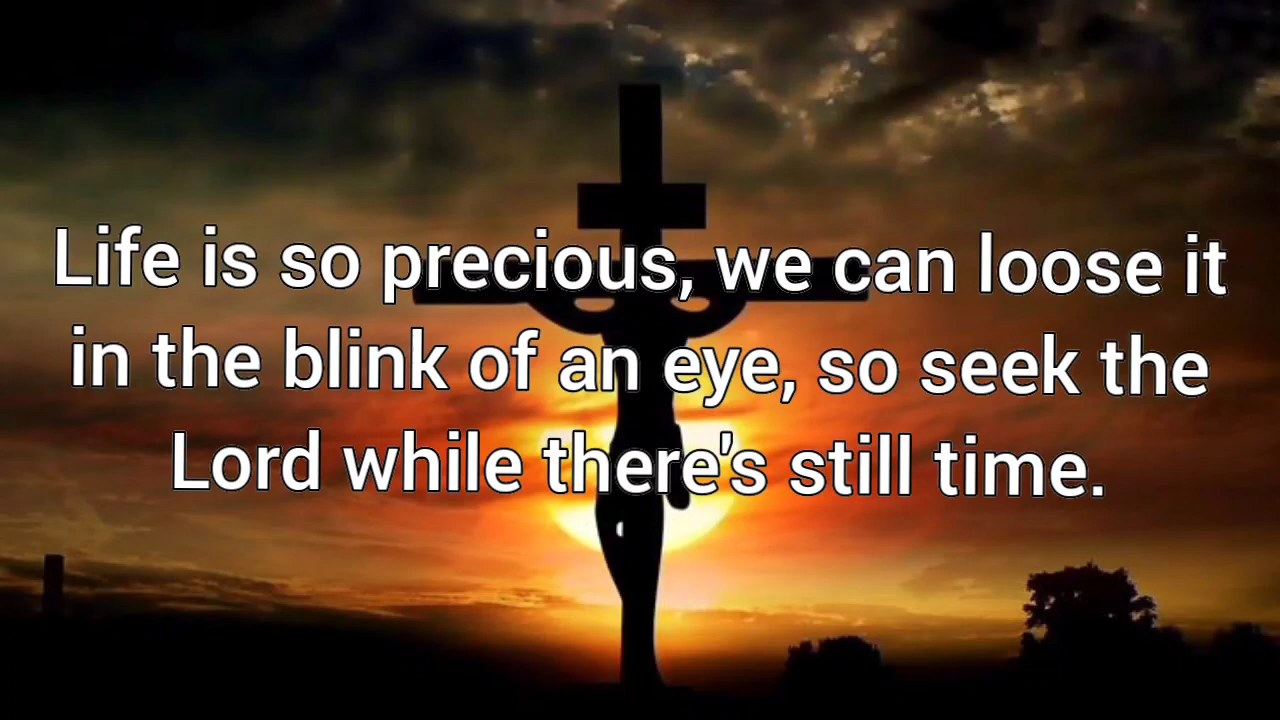 Life is so precious, we can loose it
in the blink of an eye, so seek the
Lord while there's still time.